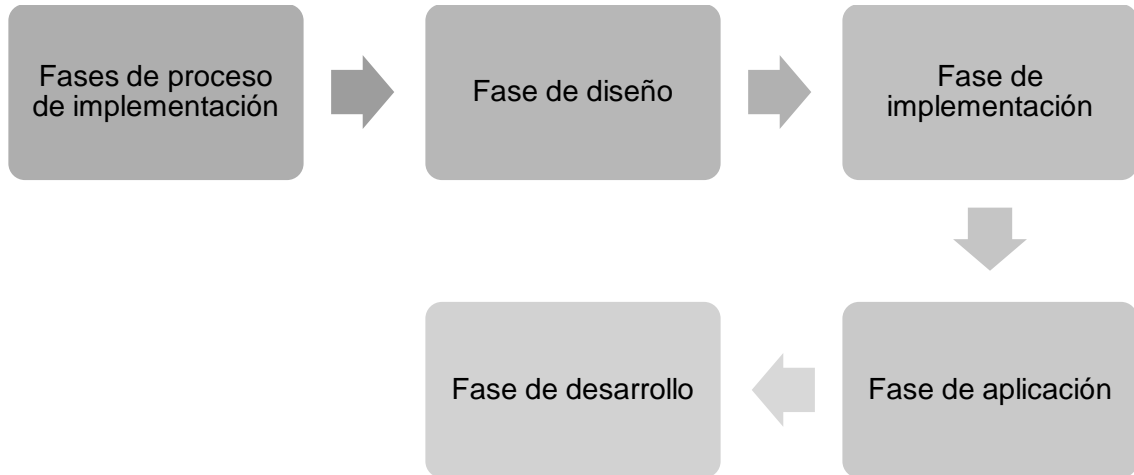 Fases de proceso
de implementación
Fase de diseño
Fase de
implementación
Fase de aplicación
Fase de desarrollo